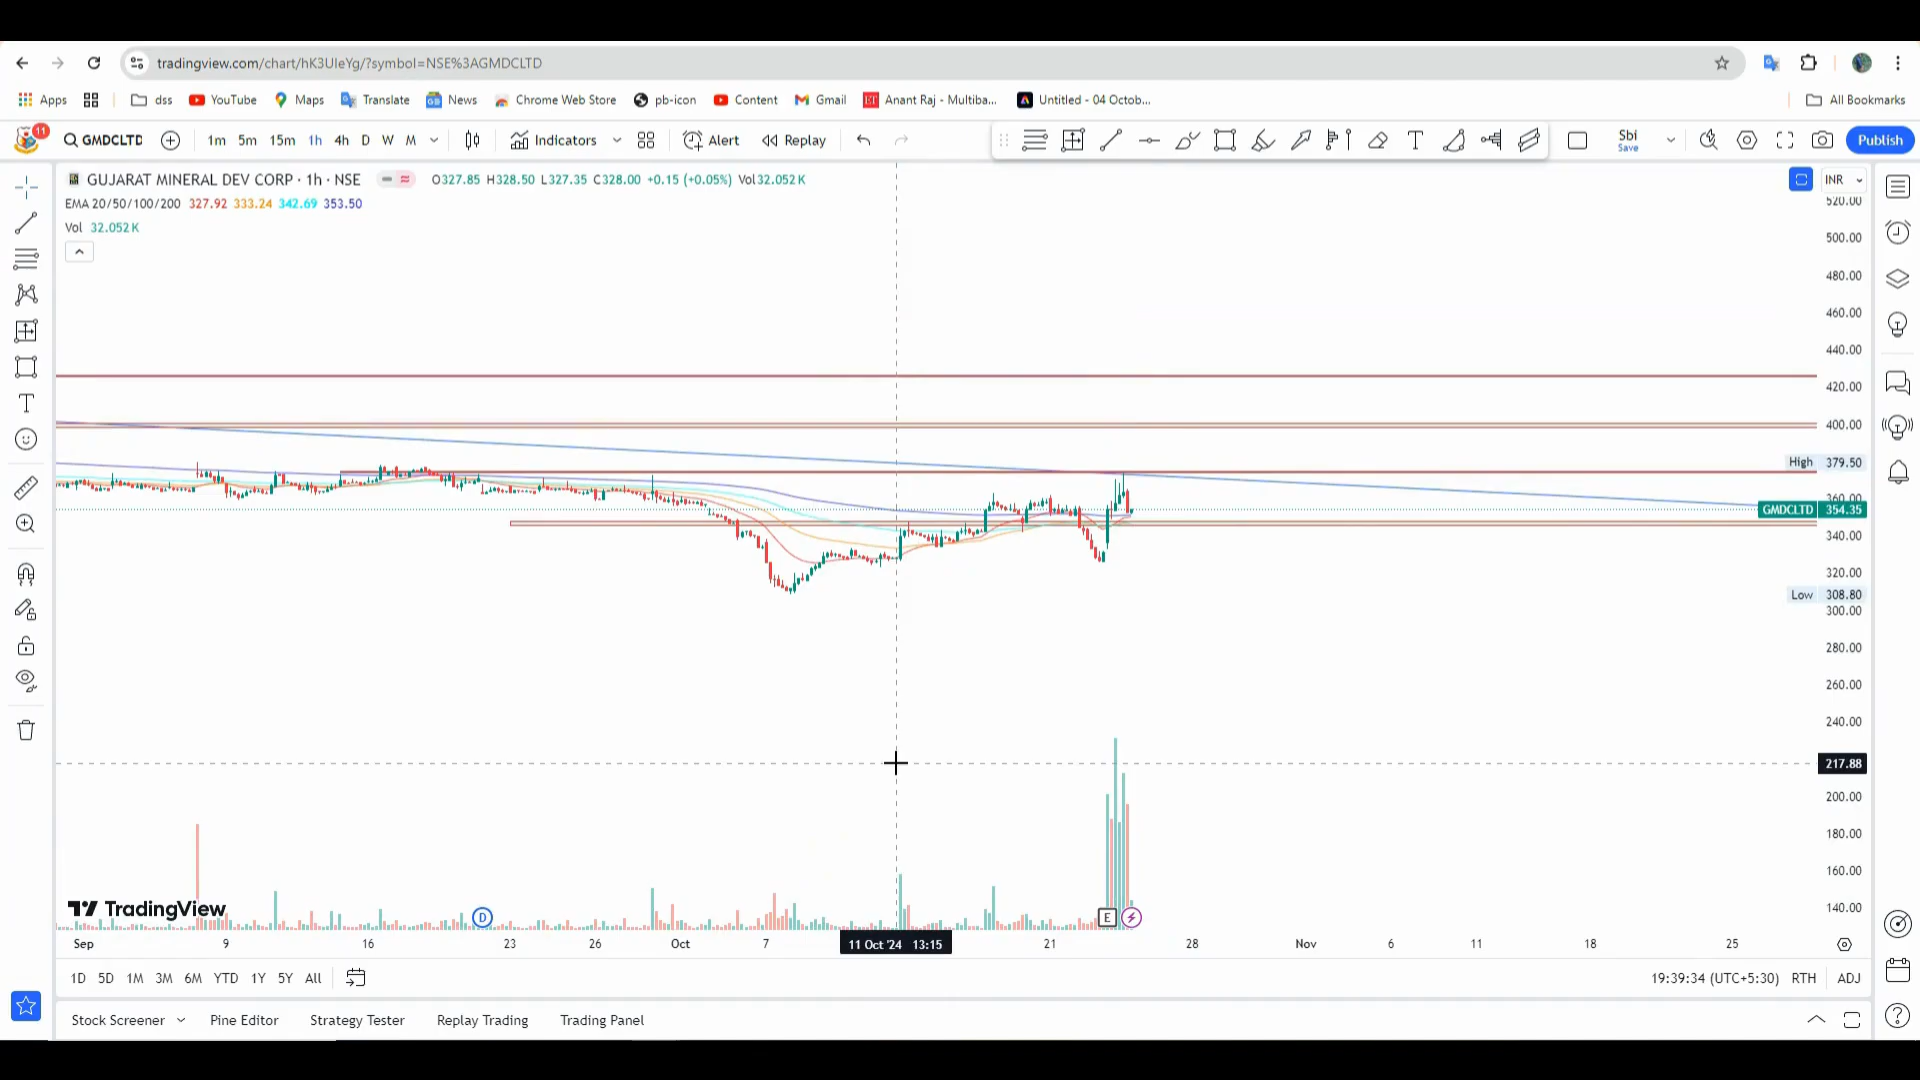 tradingview.com/chart/hK3UIeYg/?symbol=NSE%3AGMDCLTD
Apps dss YouTube Maps Translate News Chrome Web Store pb-icon Content Gmail Anant Raj - Multiba... Untitled - 04 Octob... All Bookmarks
11
GMDCLTD 1m 5m 15m 1h 4h D W M Indicators Alert Replay Sbi Save Publish
GUJARAT MINERAL DEV CORP · 1h · NSE O327.85 H328.50 L327.35 C328.00 +0.15 (+0.05%) Vol32.052K INR
EMA 20/50/100/200 327.92 333.24 342.69 353.50
Vol 32.052K
520.00
500.00
480.00
460.00
440.00
420.00
400.00
High 379.50
360.00
GMDCLTD 354.35
340.00
320.00
Low 308.80
300.00
280.00
260.00
240.00
217.88
200.00
180.00
160.00
140.00
TradingView
D E
Sep 9 16 23 26 Oct 7 11 Oct '24 13:15 21 28 Nov 6 11 18 25
1D 5D 1M 3M 6M YTD 1Y 5Y All 19:39:34 (UTC+5:30) RTH ADJ
Stock Screener Pine Editor Strategy Tester Replay Trading Trading Panel